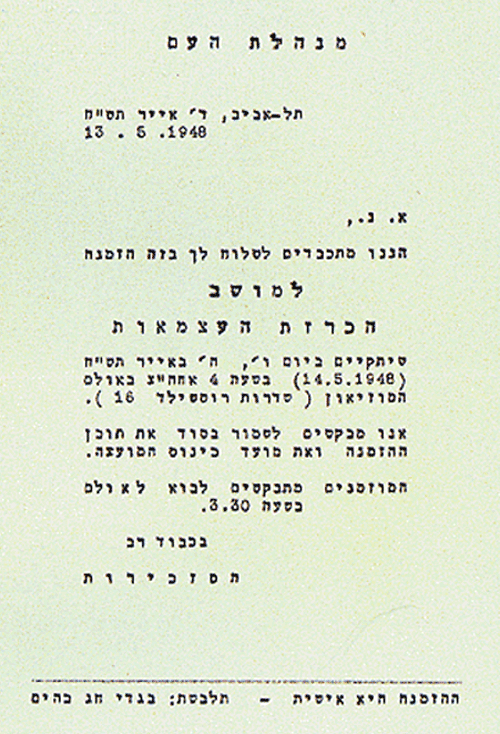 מנהלת העם
תל-אביב, ד' אייר תש"ח
13 . 5 .1948
א. נ.,
הננו מתכבדים לשלוח לך בזה הזמנה
למושב
הכרזת העצמאות
שיתקיים ביום ו', ה' באייר תש"ח
(14.5.1948) בשעה 4 אחה"צ באולם
המוזיאון ( שדרות רוטשילד 16 ).
אנו מבקשים לשמור בסוד את תוכן
ההזמנה ואת מועד כינוס המועצה.
המוזמנים מתבקשים לבוא לאולם
בשעה 3.30.
בכבוד רב
המזכירות
ההזמנה היא אישית – תלבשת: בגדי חג כהים